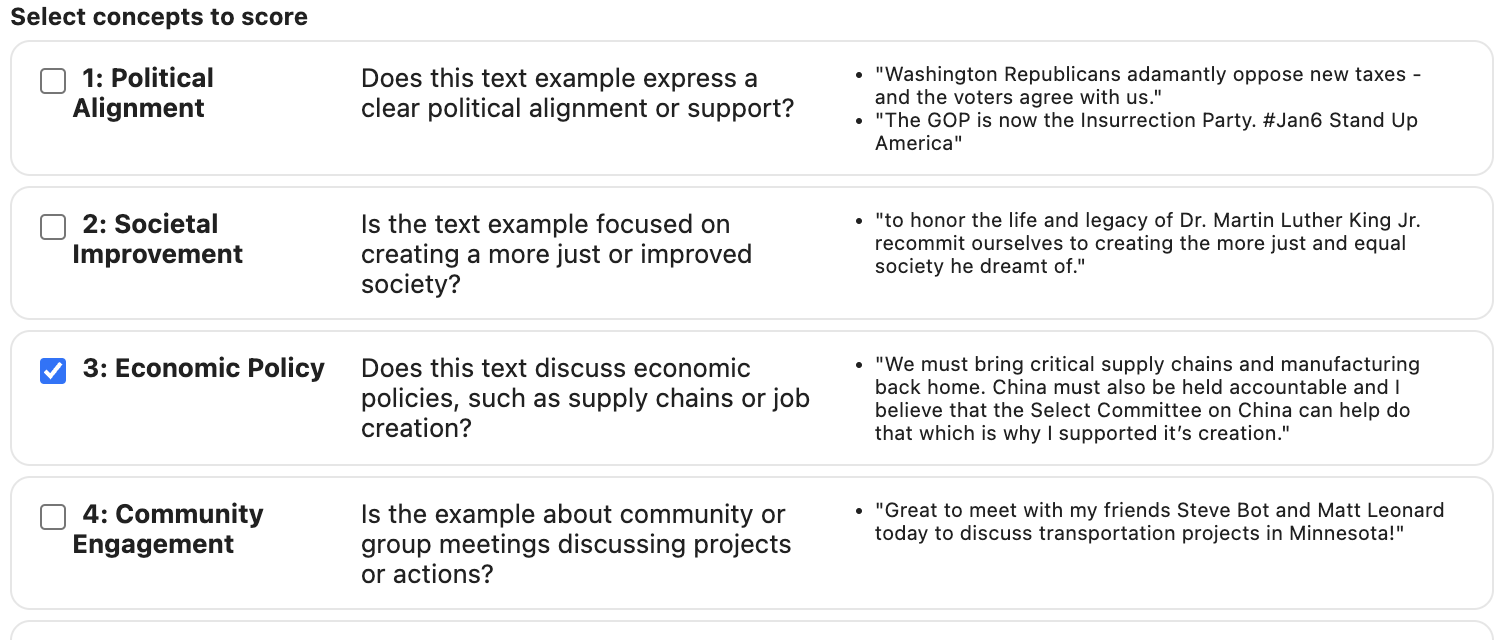 Select concepts to score
1: Political
Alignment
Does this text example express a
clear political alignment or support?
• "Washington Republicans adamantly oppose new taxes -
and the voters agree with us."
• "The GOP is now the Insurrection Party. #Jan6 Stand Up
America"
2: Societal
Improvement
Is the text example focused on
creating a more just or improved
society?
• "to honor the life and legacy of Dr. Martin Luther King Jr.
recommit ourselves to creating the more just and equal
society he dreamt of."
3: Economic Policy
Does this text discuss economic
policies, such as supply chains or job
creation?
• "We must bring critical supply chains and manufacturing
back home. China must also be held accountable and I
believe that the Select Committee on China can help do
that which is why I supported it’s creation."
4: Community
Engagement
Is the example about community or
group meetings discussing projects
or actions?
• "Great to meet with my friends Steve Bot and Matt Leonard
today to discuss transportation projects in Minnesota!"